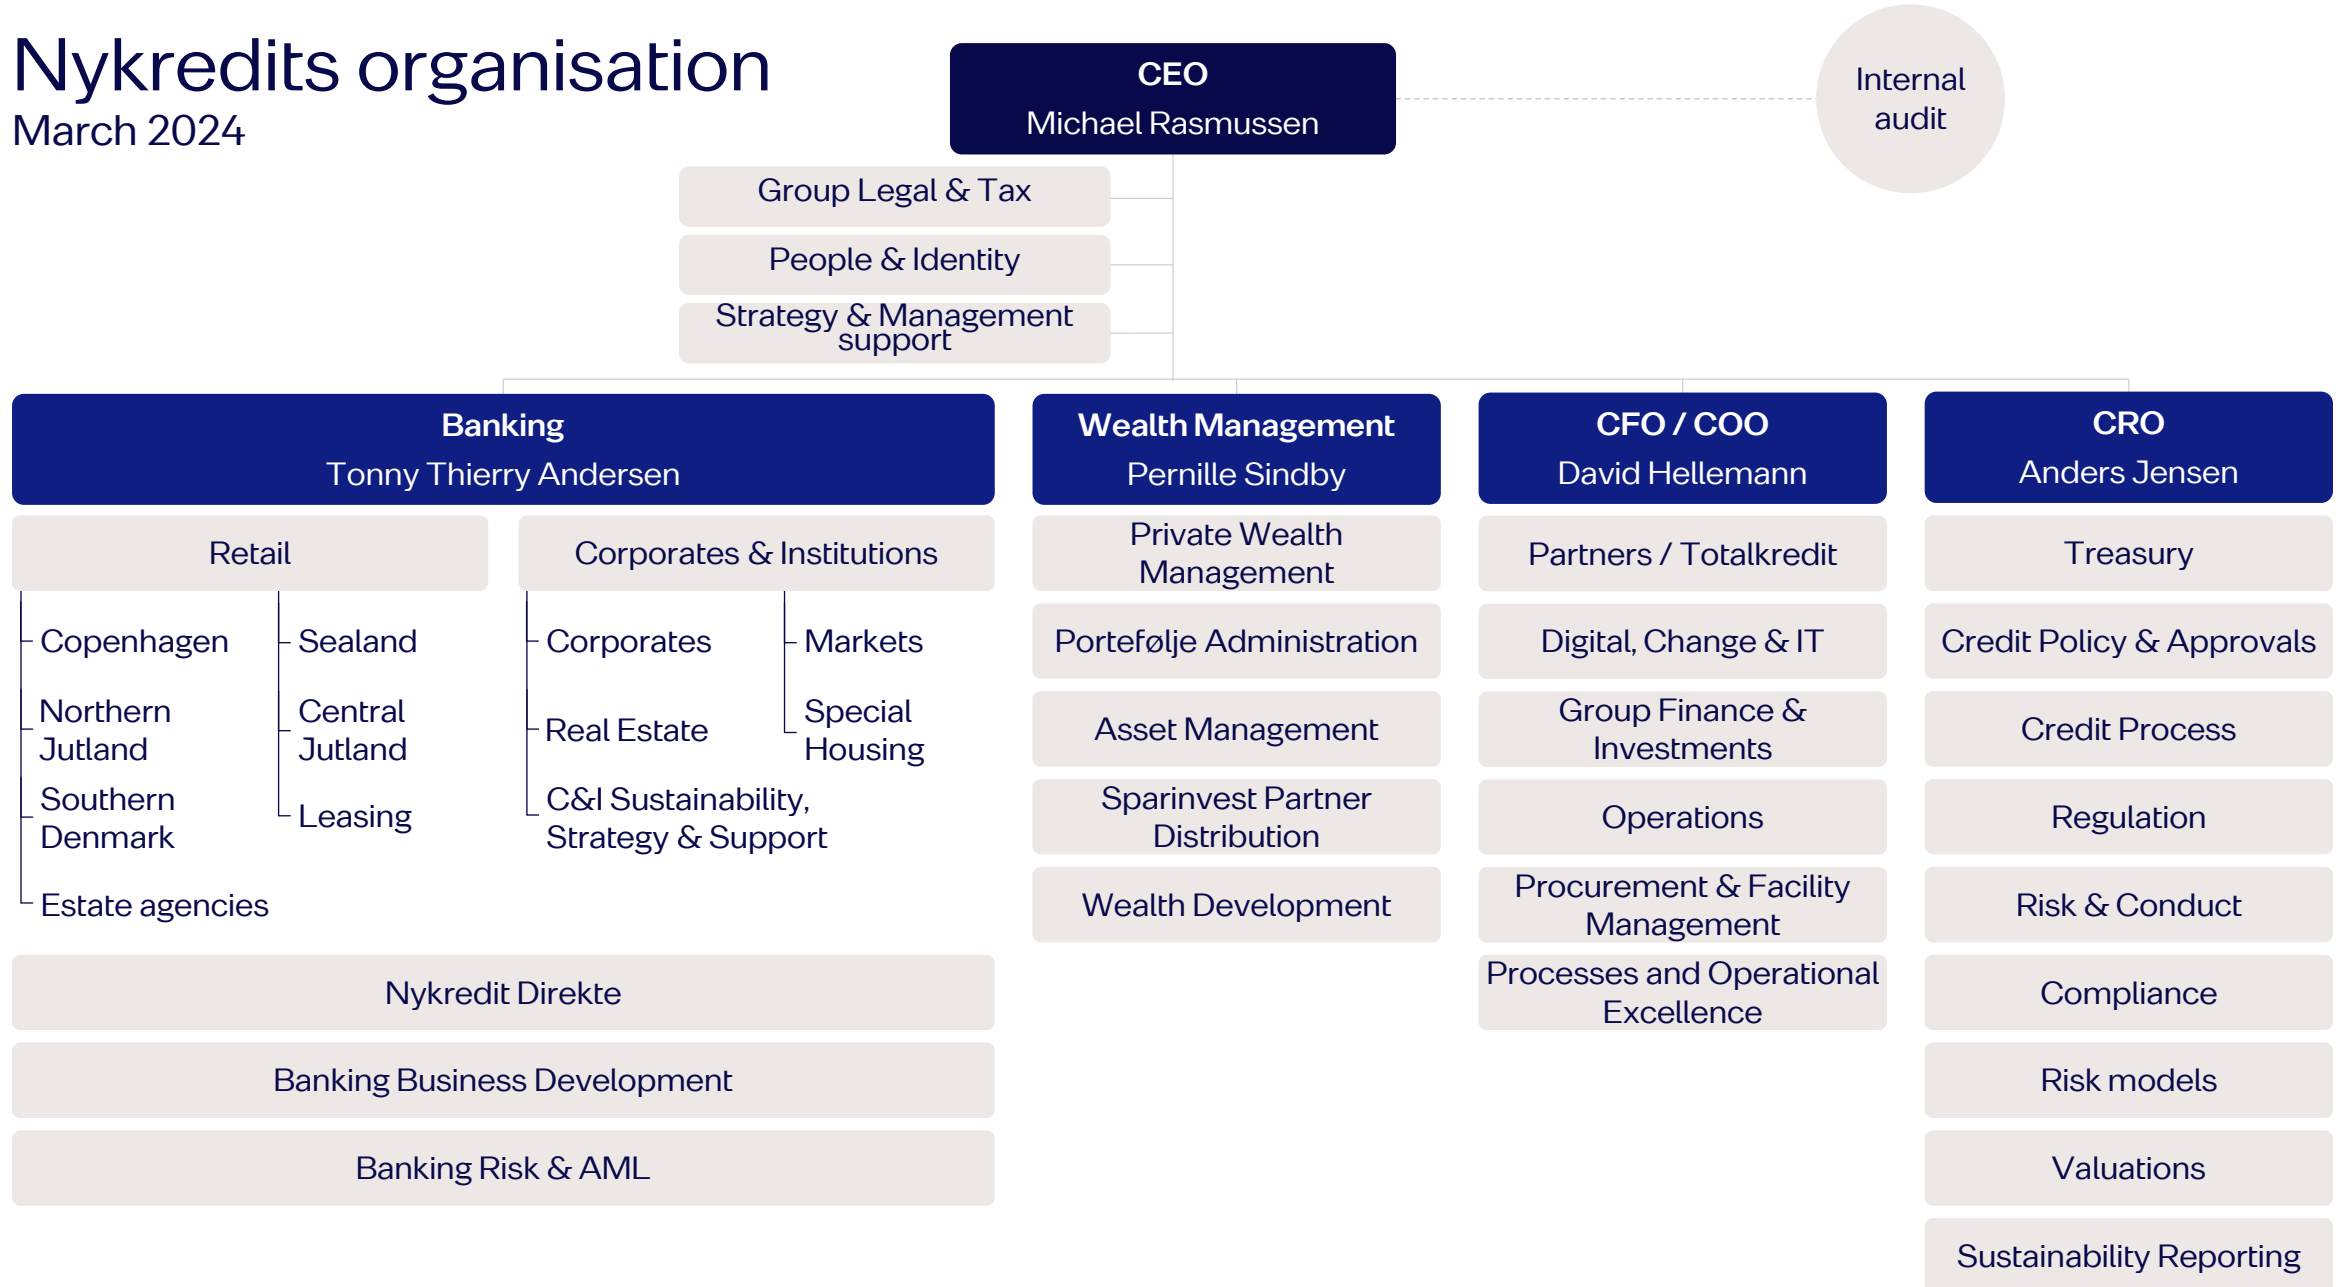 Nykredits organisation
March 2024
CEO
Michael Rasmussen
Internal
audit
Group Legal & Tax
People & Identity
Strategy & Management
support
Banking
Tonny Thierry Andersen
Retail
Copenhagen
Northern
Jutland
Southern
Denmark
Estate agencies
Sealand
Central
Jutland
Leasing
Corporates & Institutions
Corporates
Real Estate
C&I Sustainability,
Strategy & Support
Markets
Special
Housing
Nykredit Direkte
Banking Business Development
Banking Risk & AML
Wealth Management
Pernille Sindby
Private Wealth
Management
Portefølje Administration
Asset Management
Sparinvest Partner
Distribution
Wealth Development
CFO / COO
David Hellemann
Partners / Totalkredit
Digital, Change & IT
Group Finance &
Investments
Operations
Procurement & Facility
Management
Processes and Operational
Excellence
CRO
Anders Jensen
Treasury
Credit Policy & Approvals
Credit Process
Regulation
Risk & Conduct
Compliance
Risk models
Valuations
Sustainability Reporting